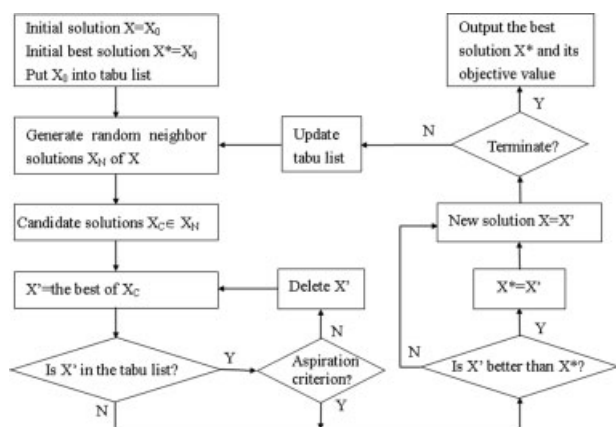 Initial solution X=X₀
Initial best solution X*=X₀
Put X₀ into tabu list
Generate random neighbor
solutions X_N of X
Candidate solutions X_C∈ X_N
X’=the best of X_C
Is X’ in the tabu list?
Y
N
Aspiration
criterion?
N
Y
Delete X’
Update
tabu list
N
Terminate?
Y
Output the best
solution X* and its
objective value
New solution X=X’
X*=X’
Y
N
Is X’ better than X*?